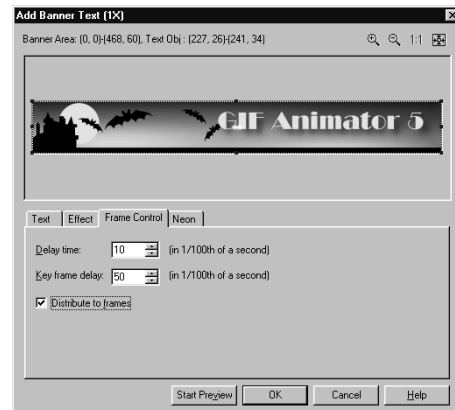 Add Banner Text (1X)
Banner Area: (0, 0)-(468, 60), Text Obj : (227, 26)-(241, 34)
1:1
GIF Animator 5
Text Effect Frame Control Neon
Delay time: 10 (in 1/100th of a second)
Key frame delay: 50 (in 1/100th of a second)
Distribute to frames
Start Preview OK Cancel Help